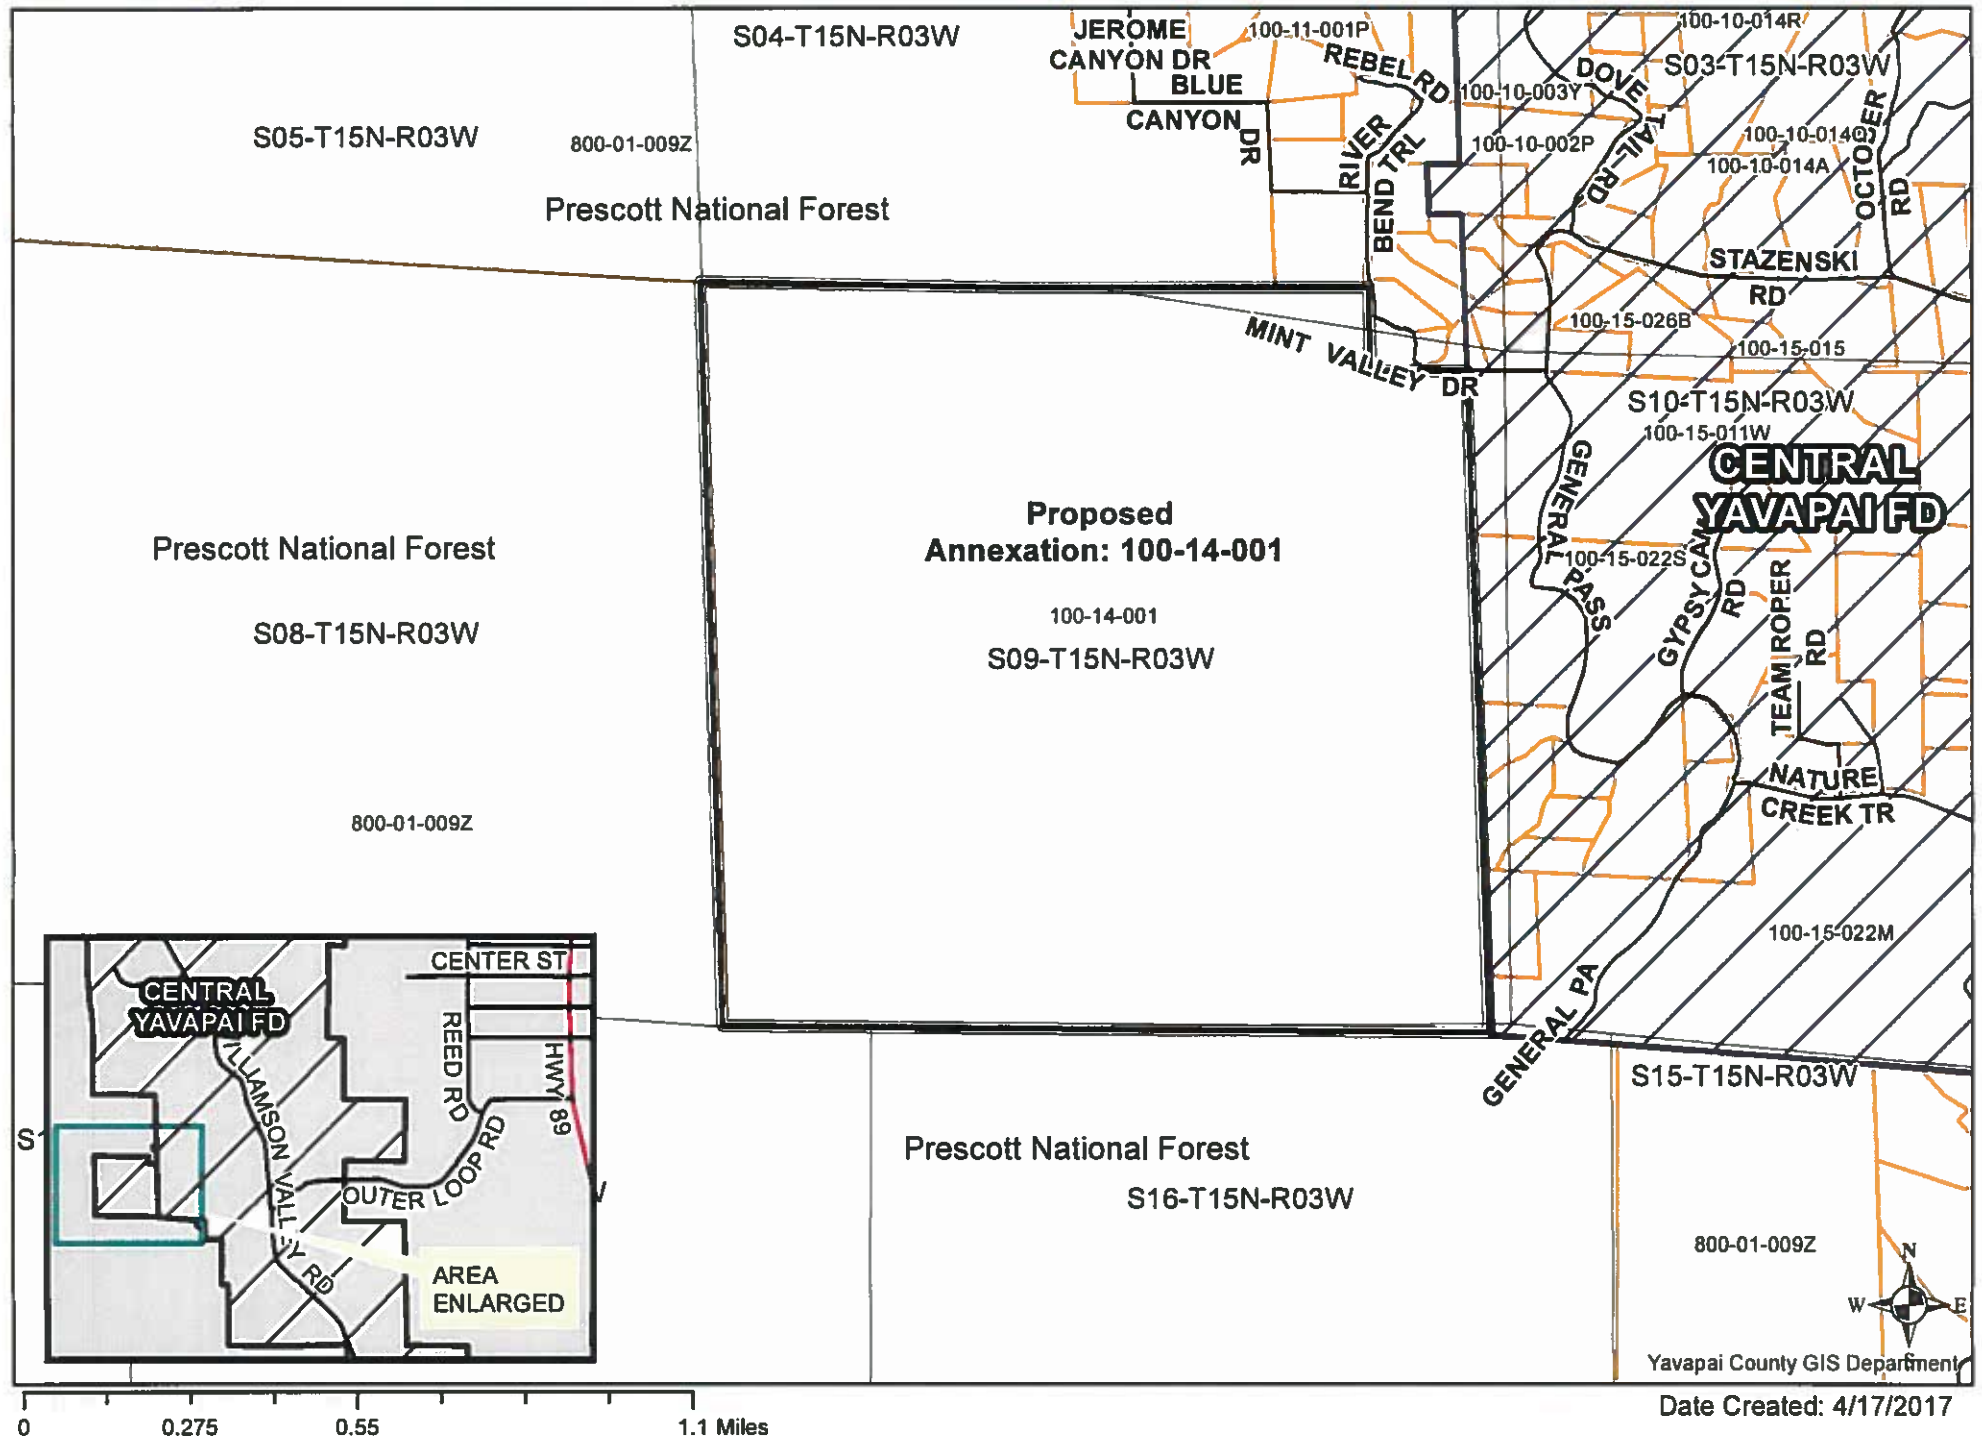 S04-T15N-R03W
JEROME
CANYON DR
BLUE
CANYON
DR
100-11-001P
REBEL RD
RIVER
BEND TRL
100-10-014R
S03-T15N-R03W
DOVE
TAIL RD
100-10-003Y
100-10-002P
100-10-014Q
100-10-014A
OCTOBER
RD
S05-T15N-R03W
800-01-009Z
Prescott National Forest
STAZENSKI
RD
100-15-026B
100-15-015
MINT VALLEY DR
S10-T15N-R03W
100-15-011W
CENTRAL
YAVAPAI FD
GENERAL
PASS
100-15-022S
GYPSY CAM
RD
TEAM ROPER
RD
Proposed
Annexation: 100-14-001
100-14-001
S09-T15N-R03W
Prescott National Forest
S08-T15N-R03W
800-01-009Z
NATURE
CREEK TR
100-15-022M
GENERAL PA
S15-T15N-R03W
Prescott National Forest
S16-T15N-R03W
800-01-009Z
CENTER ST
CENTRAL
YAVAPAI FD
REED RD
HWY 89
VALLEY
RD
OUTER LOOP RD
AREA
ENLARGED
N
W
E
Yavapai County GIS Department
0
0.275
0.55
1.1 Miles
Date Created: 4/17/2017